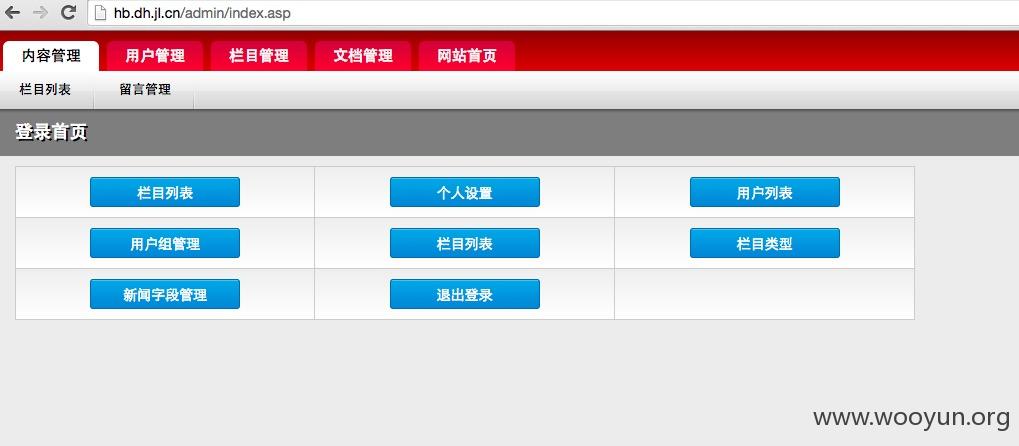 hb.dh.jl.cn/admin/index.asp
内容管理 用户管理 栏目管理 文档管理 网站首页
栏目列表 留言管理
登录首页
栏目列表 个人设置 用户列表
用户组管理 栏目列表 栏目类型
新闻字段管理 退出登录
www.wooyun.org